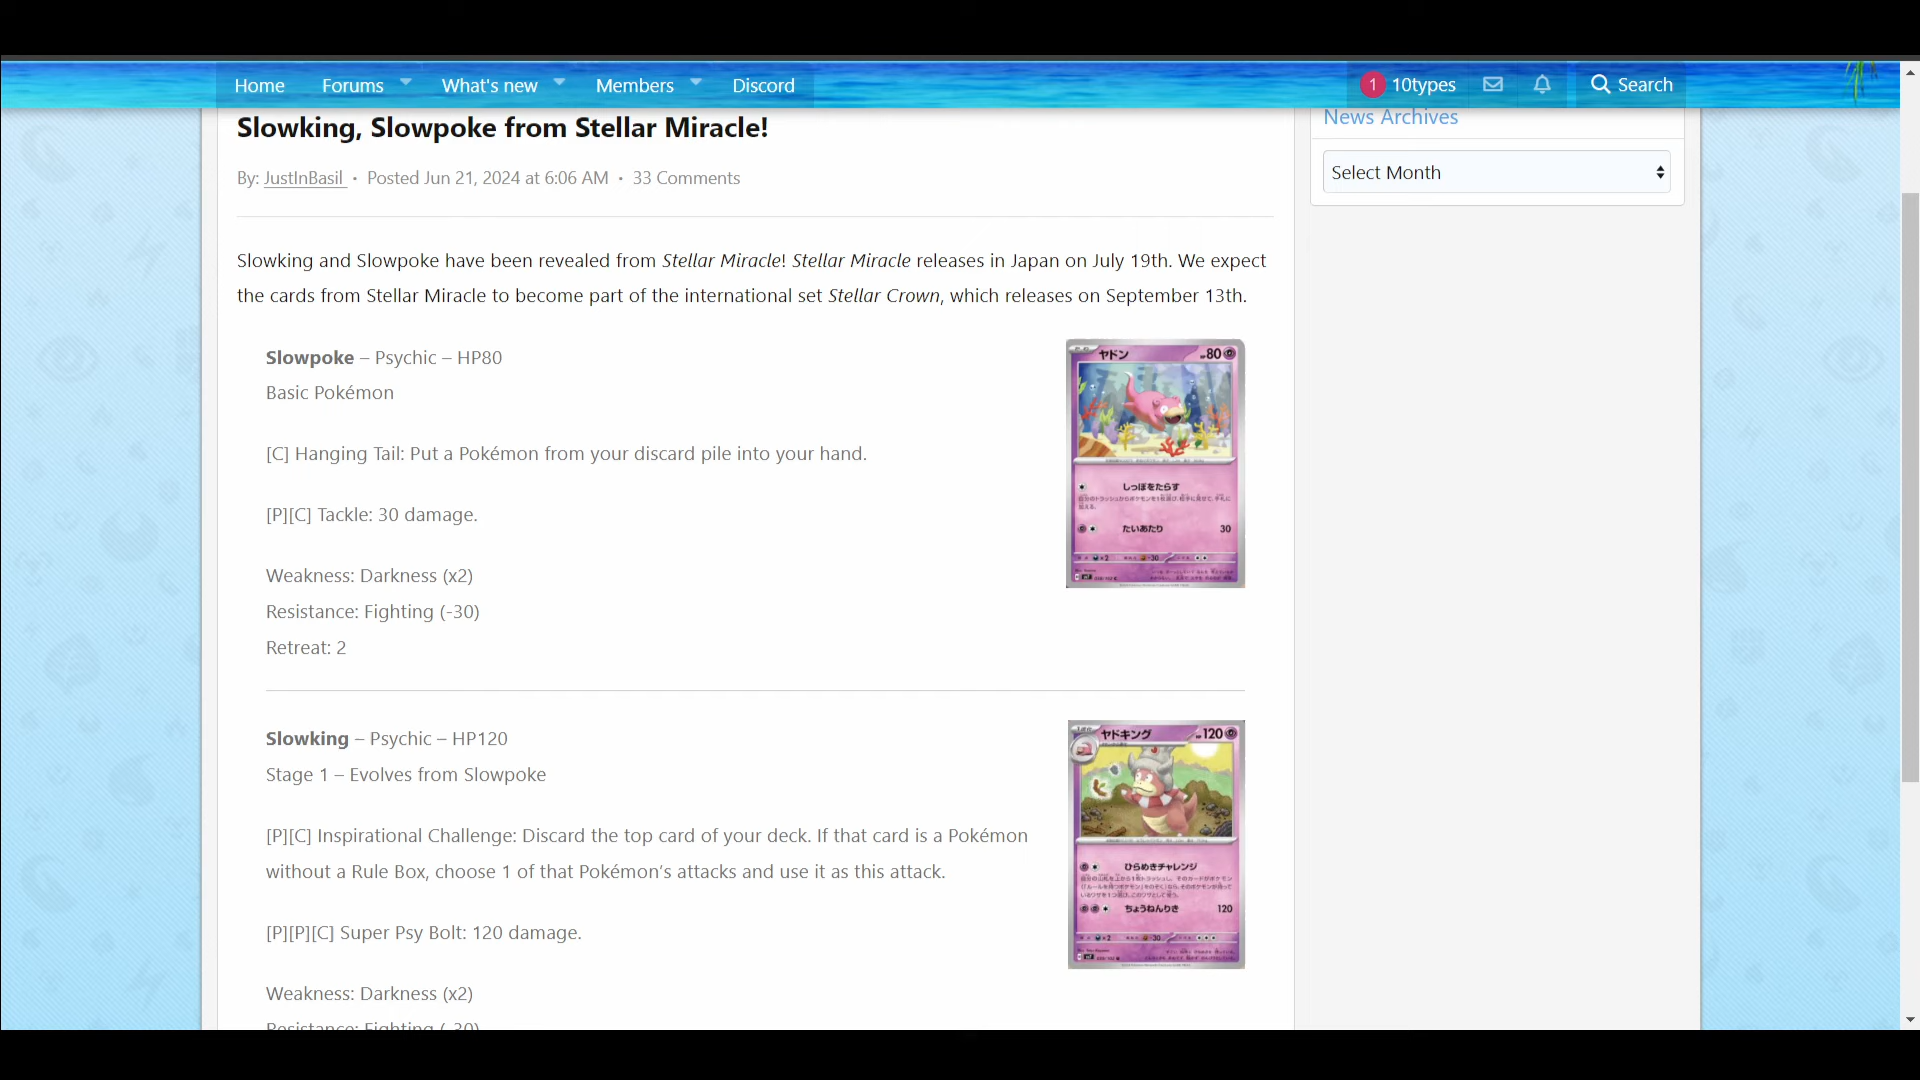 Home Forums What's new Members Discord 1 10types Search
Slowking, Slowpoke from Stellar Miracle!
By: JustInBasil · Posted Jun 21, 2024 at 6:06 AM · 33 Comments
News Archives
Select Month
Slowking and Slowpoke have been revealed from Stellar Miracle! Stellar Miracle releases in Japan on July 19th. We expect
the cards from Stellar Miracle to become part of the international set Stellar Crown, which releases on September 13th.
Slowpoke – Psychic – HP80
Basic Pokémon
[C] Hanging Tail: Put a Pokémon from your discard pile into your hand.
[P][C] Tackle: 30 damage.
Weakness: Darkness (x2)
Resistance: Fighting (-30)
Retreat: 2
ヤドン HP80
しっぽをたらす
たいあたり 30
Slowking – Psychic – HP120
Stage 1 – Evolves from Slowpoke
[P][C] Inspirational Challenge: Discard the top card of your deck. If that card is a Pokémon
without a Rule Box, choose 1 of that Pokémon's attacks and use it as this attack.
[P][P][C] Super Psy Bolt: 120 damage.
Weakness: Darkness (x2)
Resistance: Fighting (-30)
ヤドキング HP120
ひらめきチャレンジ
ちょうねんりき 120